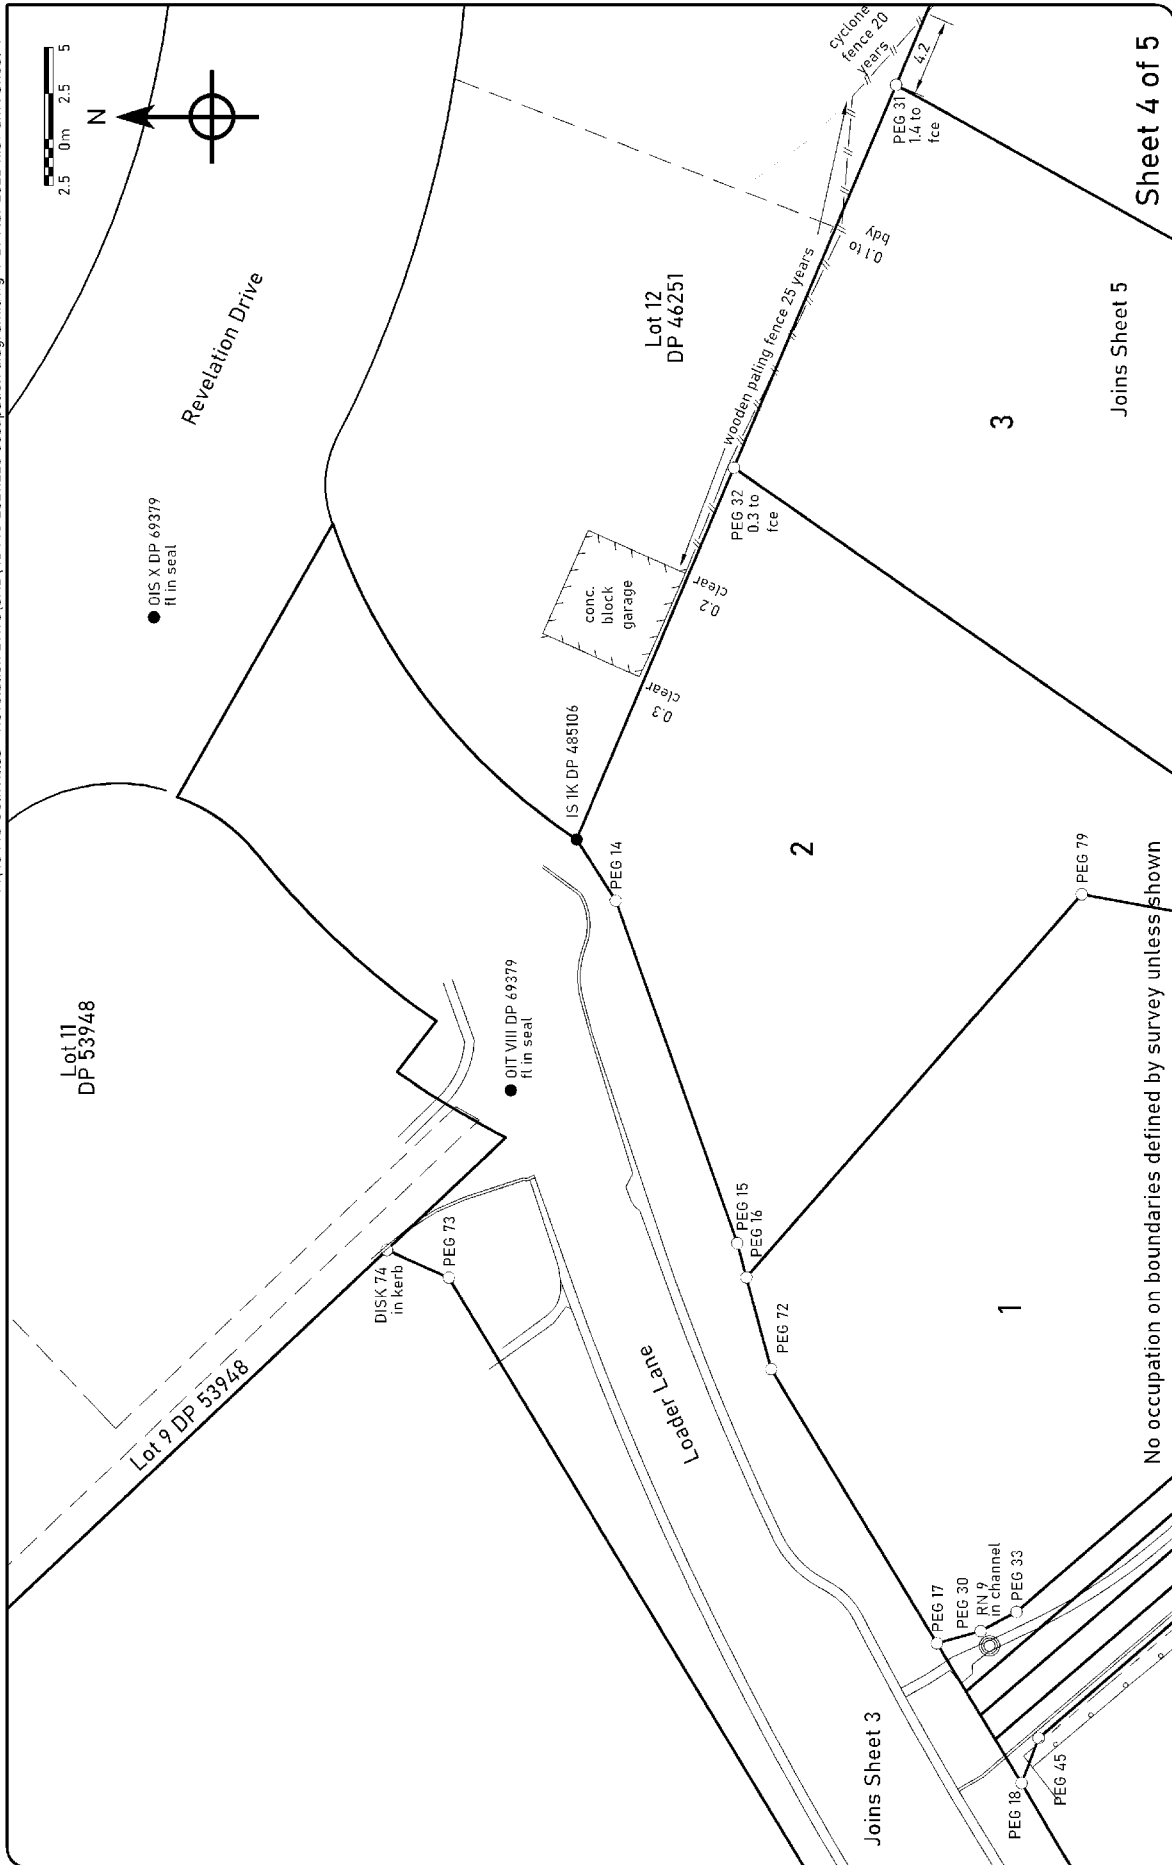 Lot 11
DP 53948
Lot 9 DP 53948
DISK 74
in kerb
PEG 73
OIT VIII DP 69379
fl in seal
OIS X DP 69379
fl in seal
Revelation Drive
N
2.5 0m 2.5 5
IS 1K DP 485106
PEG 14
PEG 15
PEG 16
PEG 72
Loader Lane
conc.
block
garage
0.3
clear
0.2
clear
Lot 12
DP 46251
wooden paling fence 25 years
PEG 32
0.3 to
fce
0.1 to
bdy
cyclone
fence 20
years
4.2
PEG 31
1.4 to
fce
PEG 79
1
2
3
PEG 17
PEG 30
RN 9
in channel
PEG 33
PEG 18
PEG 45
Joins Sheet 3
Joins Sheet 5
No occupation on boundaries defined by survey unless shown
Sheet 4 of 5